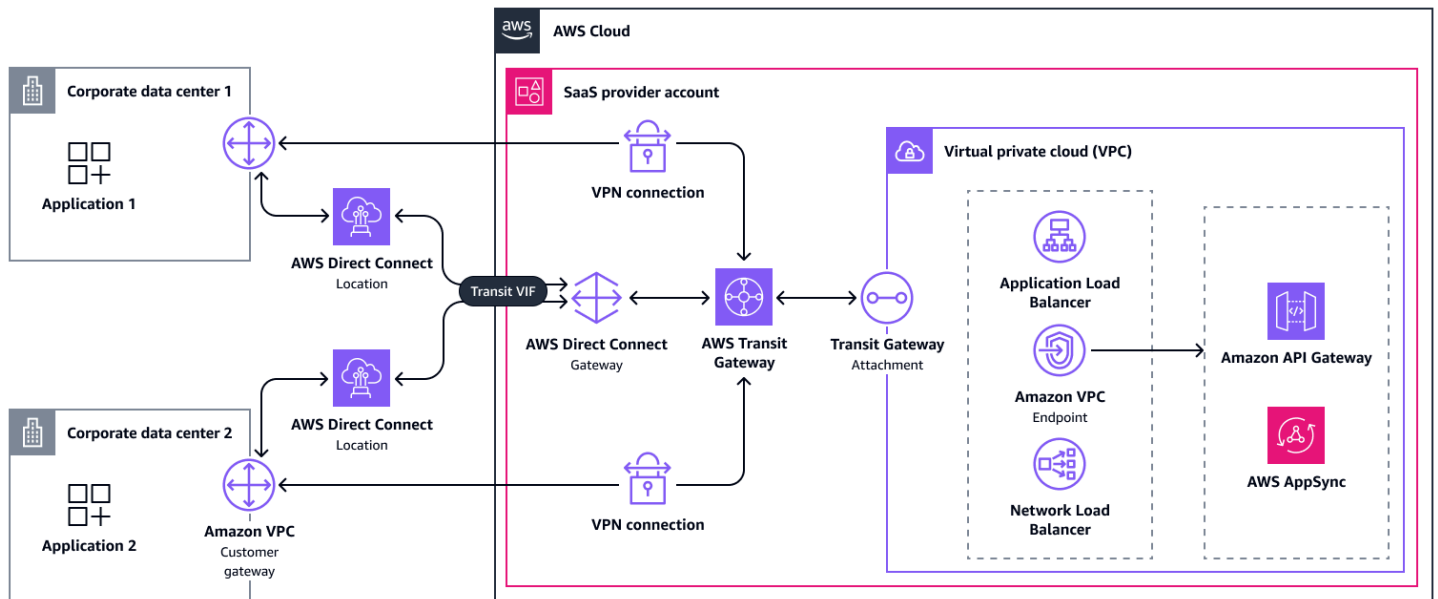 aws
AWS Cloud
Corporate data center 1
SaaS provider account
Virtual private cloud (VPC)
VPN connection
Application 1
AWS Direct Connect
Location
Transit VIF
Application Load
Balancer
AWS Direct Connect
Gateway
AWS Transit
Gateway
Transit Gateway
Attachment
Amazon API Gateway
Amazon VPC
Endpoint
AWS Direct Connect
Location
Corporate data center 2
AWS AppSync
Network Load
Balancer
VPN connection
Application 2
Amazon VPC
Customer
gateway